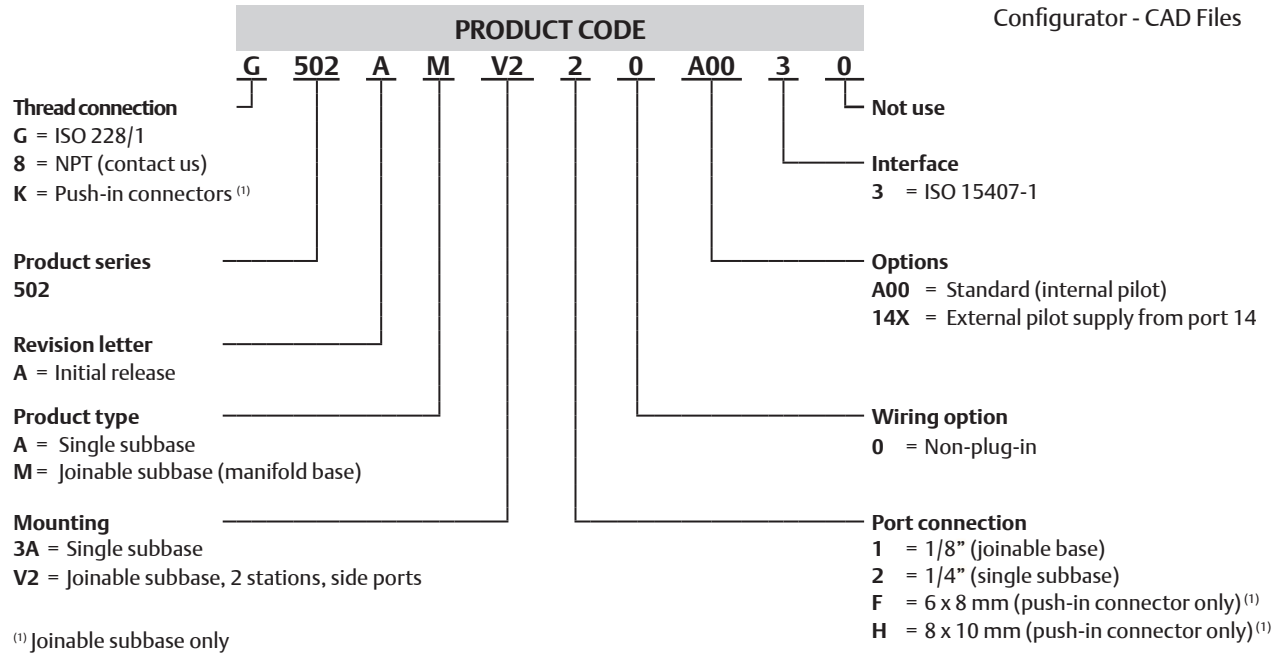 PRODUCT CODE
Configurator - CAD Files
G 502 A M V2 2 0 A00 3 0
Thread connection
G = ISO 228/1
8 = NPT (contact us)
K = Push-in connectors (1)
Product series
502
Revision letter
A = Initial release
Product type
A = Single subbase
M = Joinable subbase (manifold base)
Mounting
3A = Single subbase
V2 = Joinable subbase, 2 stations, side ports
(1) Joinable subbase only
Not use
Interface
3 = ISO 15407-1
Options
A00 = Standard (internal pilot)
14X = External pilot supply from port 14
Wiring option
0 = Non-plug-in
Port connection
1 = 1/8” (joinable base)
2 = 1/4” (single subbase)
F = 6 x 8 mm (push-in connector only) (1)
H = 8 x 10 mm (push-in connector only) (1)